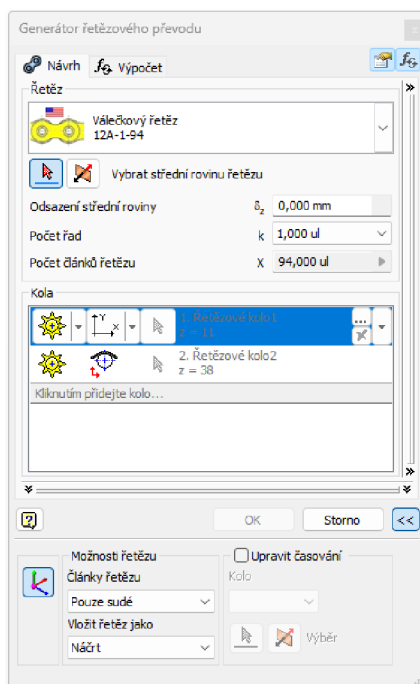 Generátor řetězového převodu
Návrh
Výpočet
Řetěz
Válečkový řetěz
12A-1-94
Vybrat střední rovinu řetězu
Odsazení střední roviny δz 0,000 mm
Počet řad k 1,000 ul
Počet článků řetězu X 94,000 ul
Kola
1. Řetězové kolo1
z = 11
2. Řetězové kolo2
z = 38
Kliknutím přidejte kolo...
OK
Storno
<<
Možnosti řetězu
Upravit časování
Články řetězu
Kolo
Pouze sudé
Vložit řetěz jako
Náčrt
Výběr